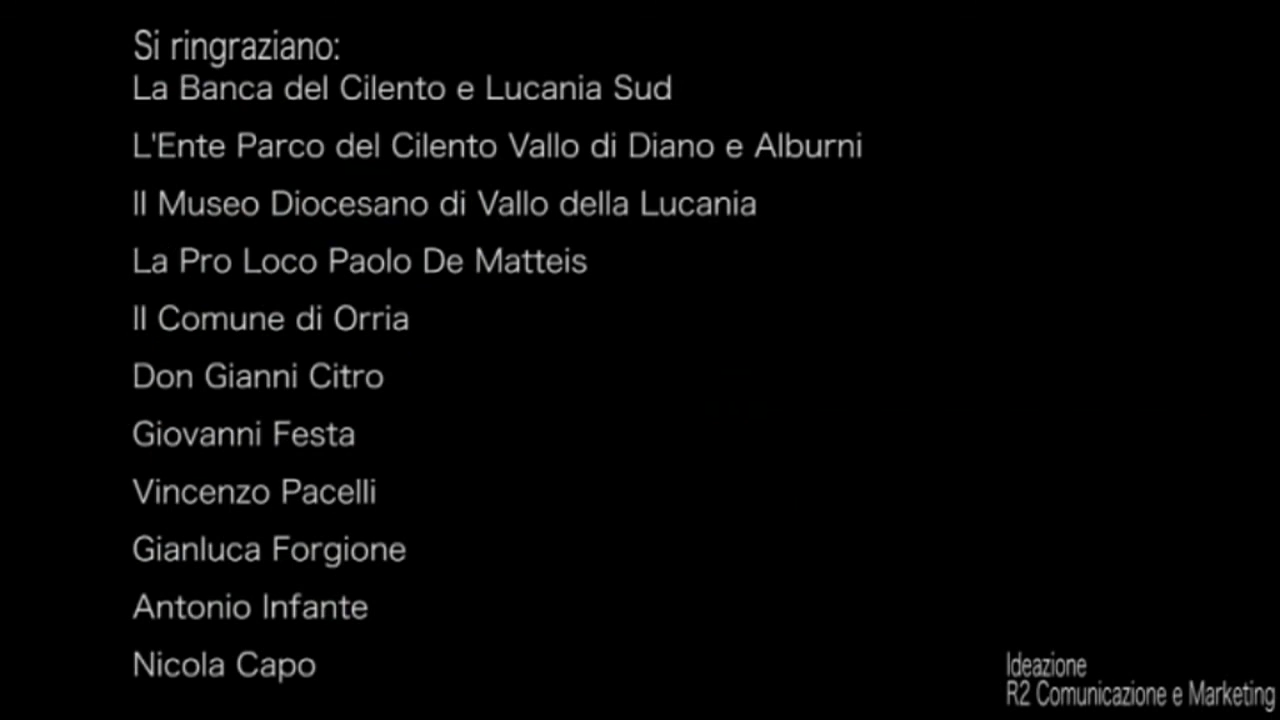 Si ringraziano:
La Banca del Cilento e Lucania Sud
L'Ente Parco del Cilento Vallo di Diano e Alburni
Il Museo Diocesano di Vallo della Lucania
La Pro Loco Paolo De Matteis
Il Comune di Orria
Don Gianni Citro
Giovanni Festa
Vincenzo Pacelli
Gianluca Forgione
Antonio Infante
Nicola Capo
Ideazione
R2 Comunicazione e Marketing